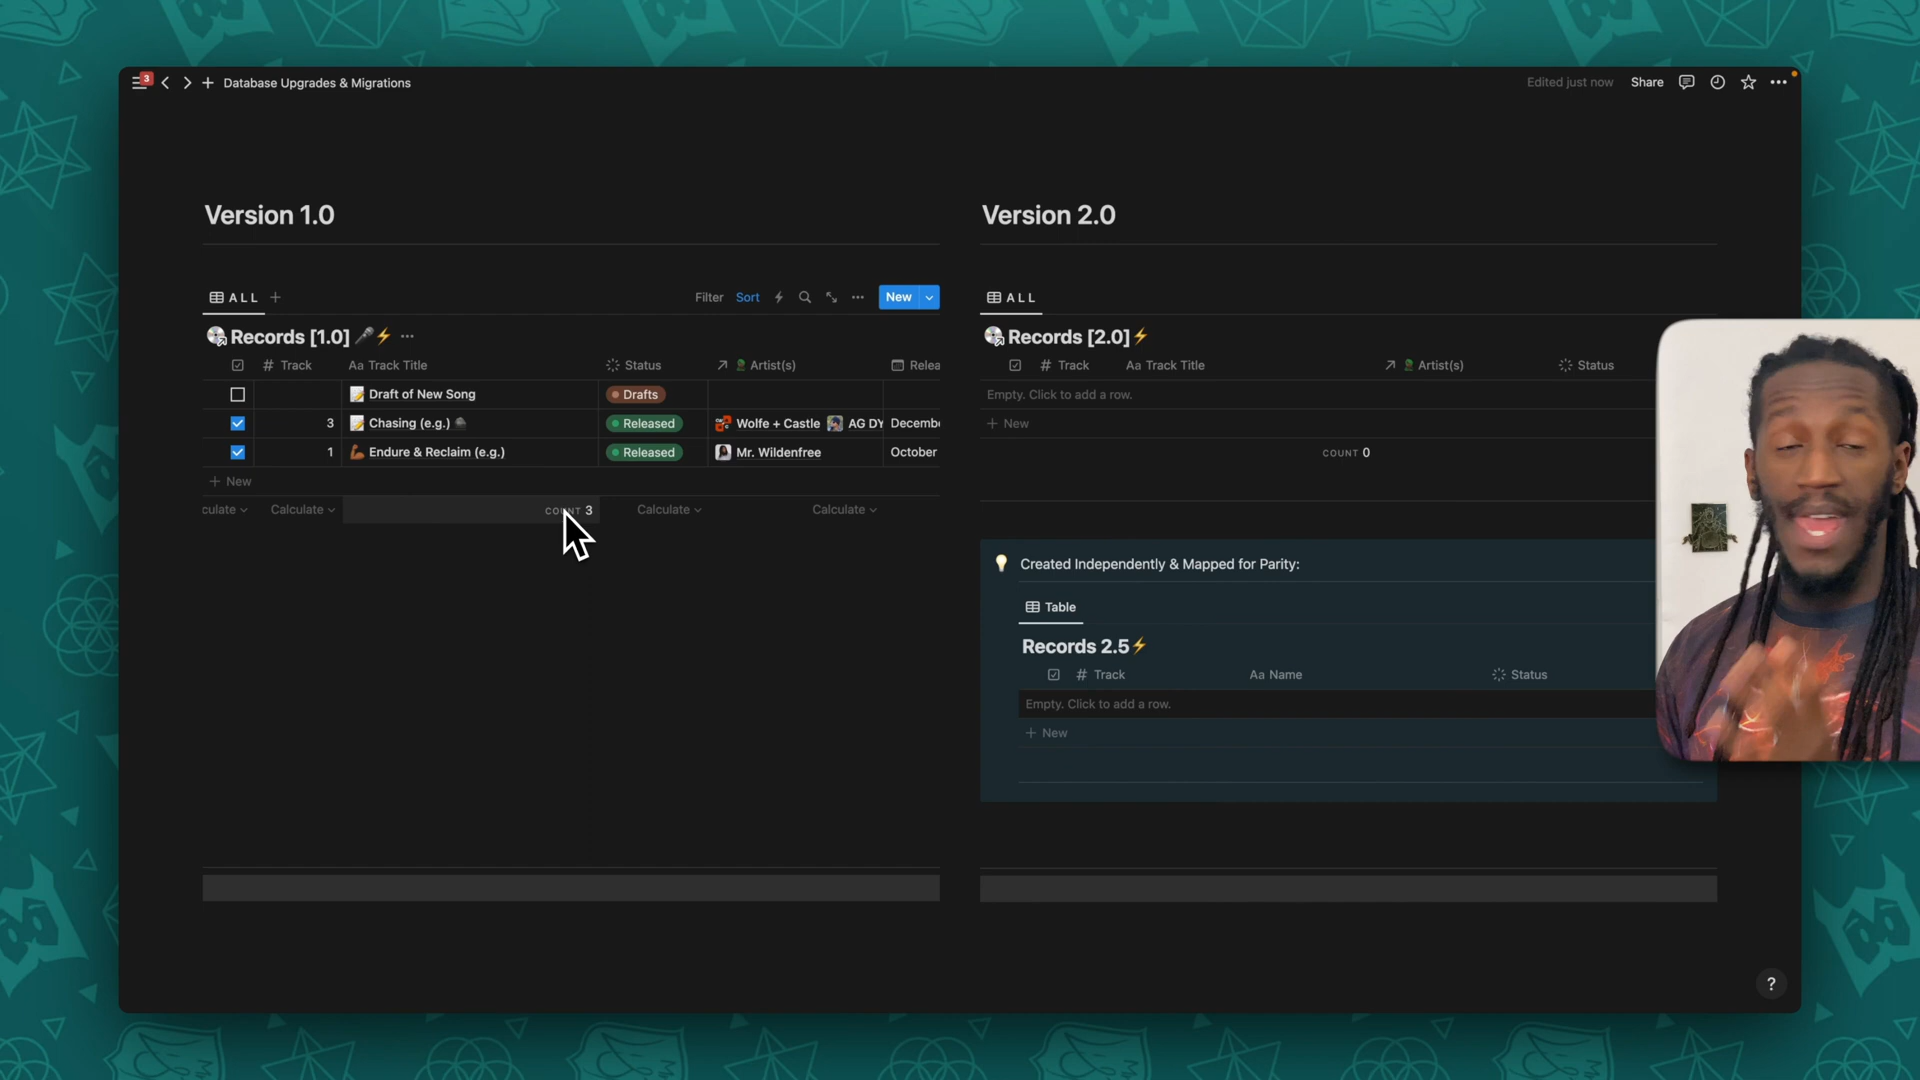 3
Database Upgrades & Migrations
Edited just now
Share
Version 1.0
ALL
Filter
Sort
New
Records [1.0]
# Track
Aa Track Title
Status
Artist(s)
Relea
Draft of New Song
Drafts
3
Chasing (e.g.)
Released
Wolfe + Castle
AG DY
Decembe
1
Endure & Reclaim (e.g.)
Released
Mr. Wildenfree
October
+ New
culate
Calculate
COUNT 3
Calculate
Calculate
Version 2.0
ALL
Records [2.0]
# Track
Aa Track Title
Artist(s)
Status
Empty. Click to add a row.
+ New
COUNT 0
Created Independently & Mapped for Parity:
Table
Records 2.5
# Track
Aa Name
Status
Empty. Click to add a row.
+ New
?